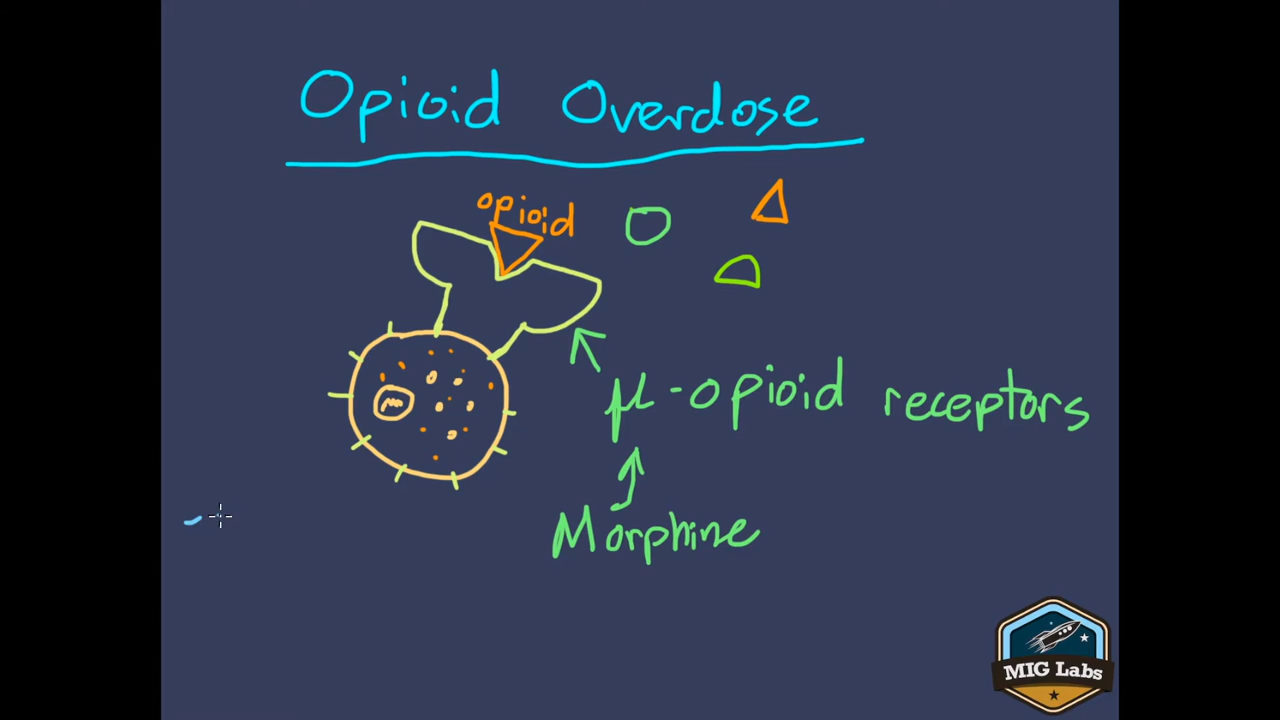 Opioid Overdose
opioid
μ-opioid receptors
Morphine
MIG Labs